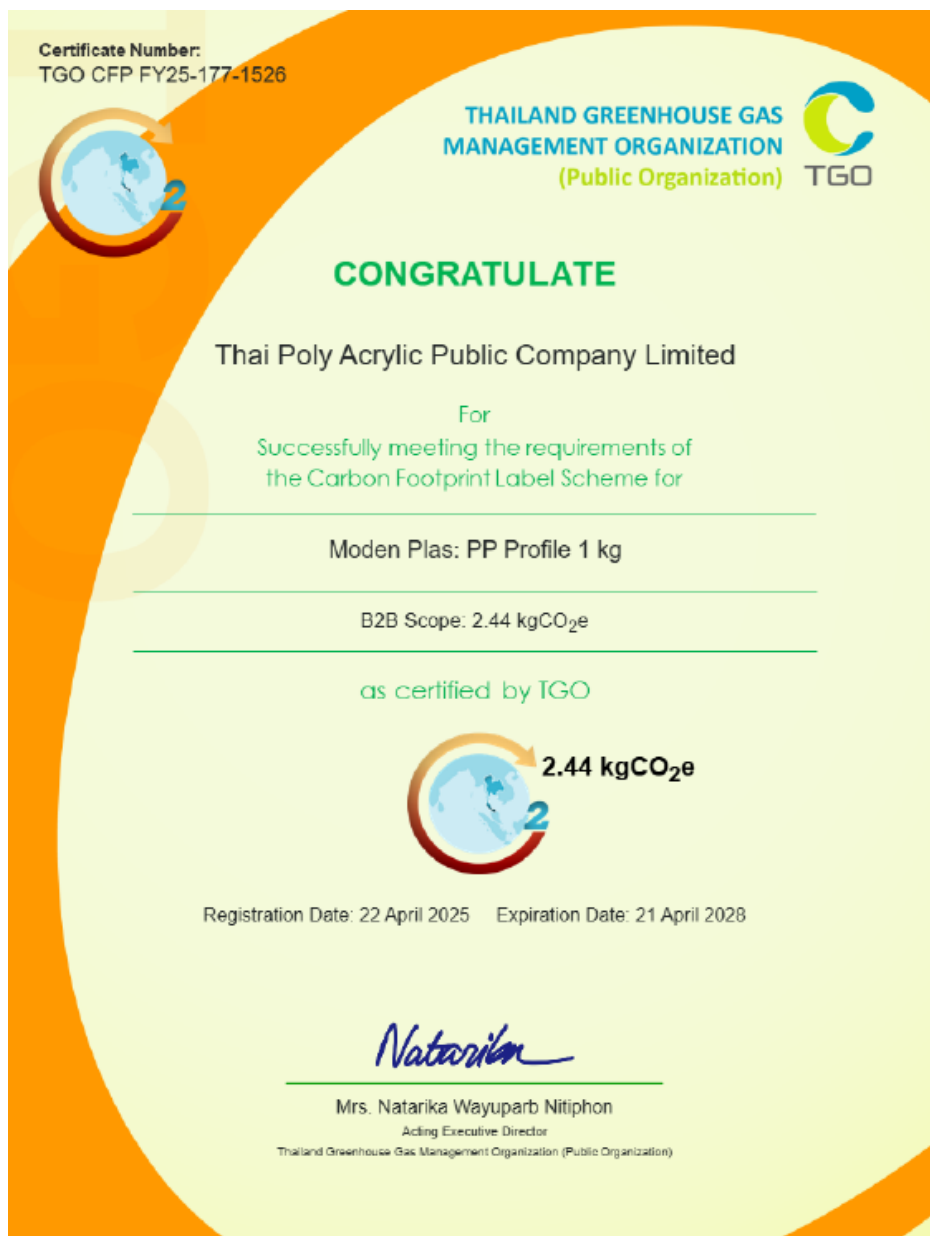 Certificate Number:
TGO CFP FY25-177-1526
THAILAND GREENHOUSE GAS
MANAGEMENT ORGANIZATION
(Public Organization)
TGO
2
CONGRATULATE
Thai Poly Acrylic Public Company Limited
For
Successfully meeting the requirements of
the Carbon Footprint Label Scheme for
Moden Plas: PP Profile 1 kg
B2B Scope: 2.44 kgCO₂e
as certified by TGO
2.44 kgCO₂e
2
Registration Date: 22 April 2025 Expiration Date: 21 April 2028
Natarika
Mrs. Natarika Wayuparb Nitiphon
Acting Executive Director
Thailand Greenhouse Gas Management Organization (Public Organization)